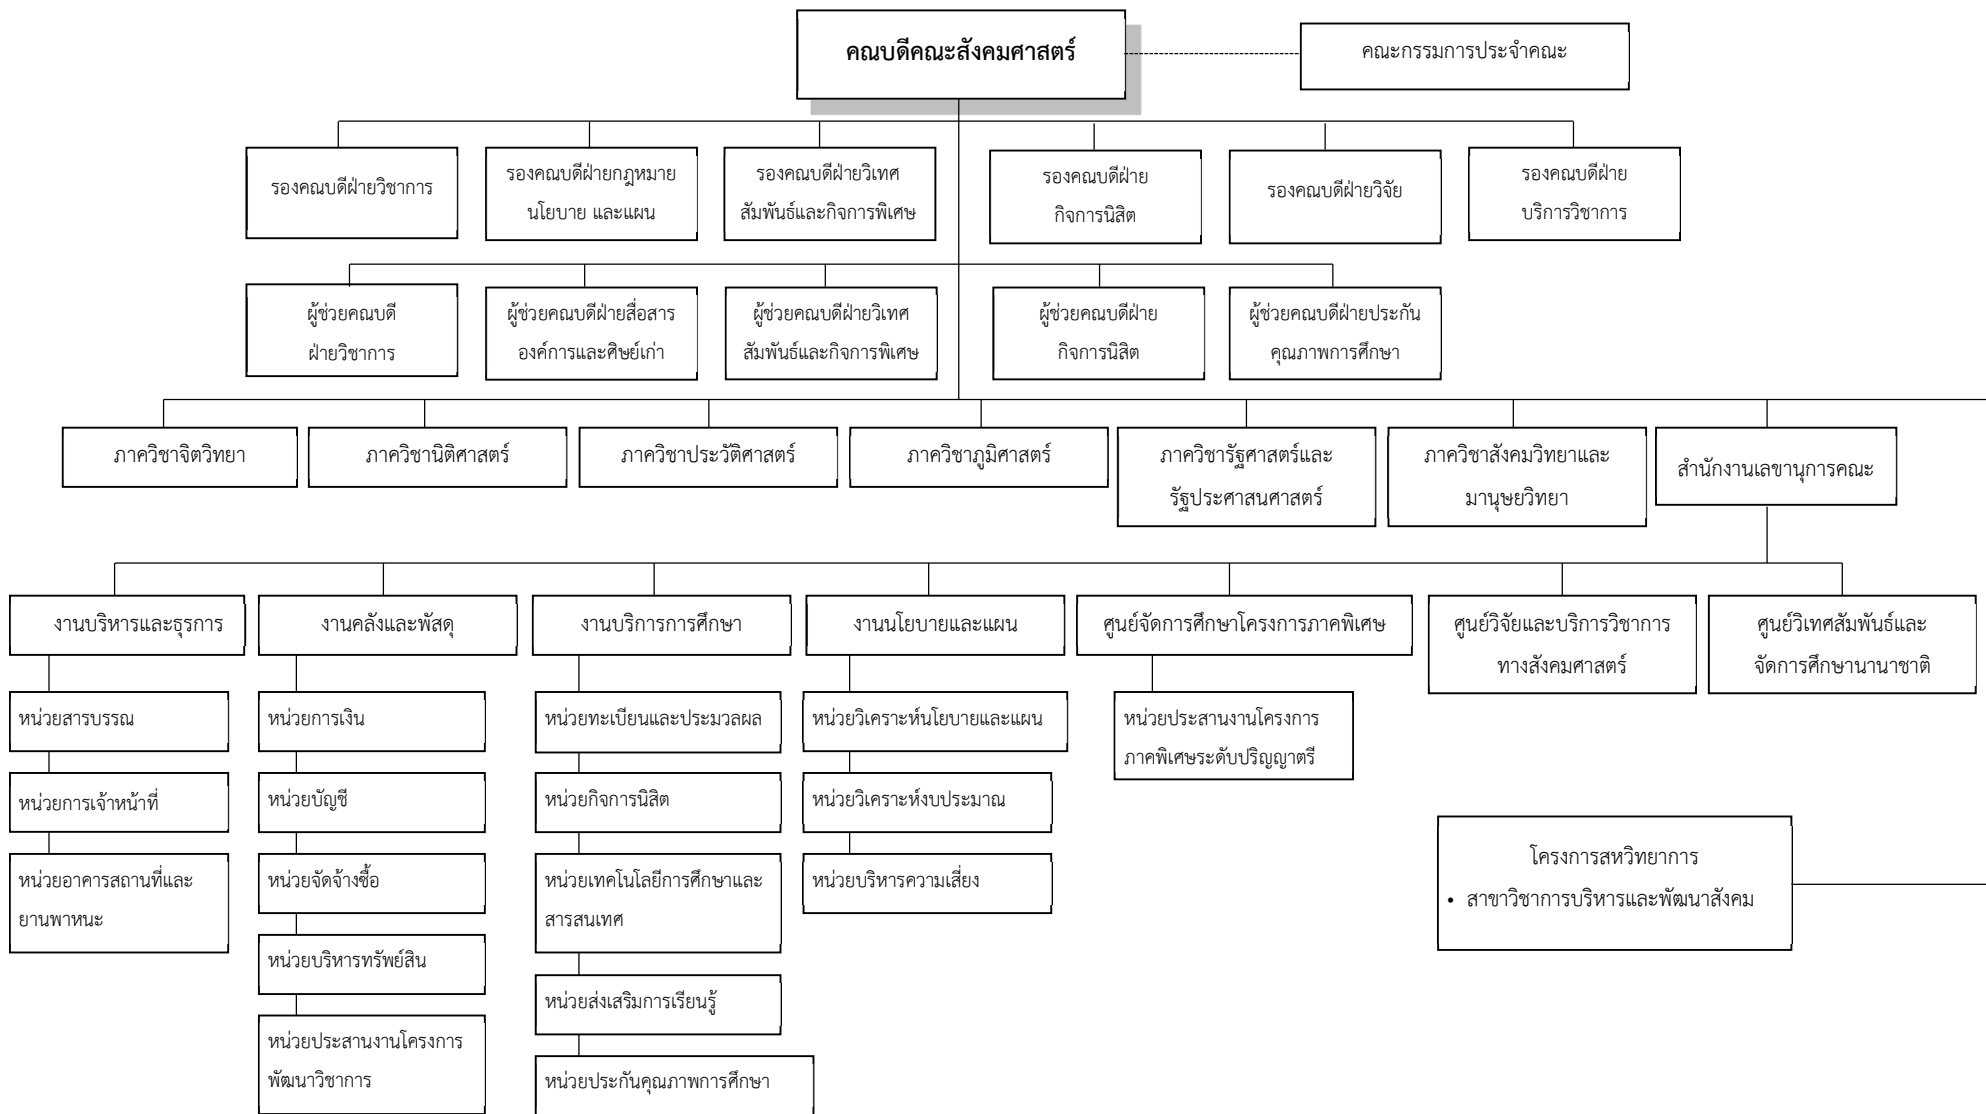 คณบดีคณะสังคมศาสตร์
คณะกรรมการประจำคณะ
รองคณบดีฝ่ายวิชาการ
รองคณบดีฝ่ายกฎหมาย
นโยบาย และแผน
รองคณบดีฝ่ายวิเทศ
สัมพันธ์และกิจการพิเศษ
รองคณบดีฝ่าย
กิจการนิสิต
รองคณบดีฝ่ายวิจัย
รองคณบดีฝ่าย
บริการวิชาการ
ผู้ช่วยคณบดี
ฝ่ายวิชาการ
ผู้ช่วยคณบดีฝ่ายสื่อสาร
องค์การและศิษย์เก่า
ผู้ช่วยคณบดีฝ่ายวิเทศ
สัมพันธ์และกิจการพิเศษ
ผู้ช่วยคณบดีฝ่าย
กิจการนิสิต
ผู้ช่วยคณบดีฝ่ายประกัน
คุณภาพการศึกษา
ภาควิชาจิตวิทยา
ภาควิชานิติศาสตร์
ภาควิชาประวัติศาสตร์
ภาควิชาภูมิศาสตร์
ภาควิชารัฐศาสตร์และ
รัฐประศาสนศาสตร์
ภาควิชาสังคมวิทยาและ
มานุษยวิทยา
สำนักงานเลขานุการคณะ
งานบริหารและธุรการ
งานคลังและพัสดุ
งานบริการการศึกษา
งานนโยบายและแผน
ศูนย์จัดการศึกษาโครงการภาคพิเศษ
ศูนย์วิจัยและบริการวิชาการ
ทางสังคมศาสตร์
ศูนย์วิเทศสัมพันธ์และ
จัดการศึกษานานาชาติ
หน่วยสารบรรณ
หน่วยการเจ้าหน้าที่
หน่วยอาคารสถานที่และ
ยานพาหนะ
หน่วยการเงิน
หน่วยบัญชี
หน่วยจัดจ้างซื้อ
หน่วยบริหารทรัพย์สิน
หน่วยประสานงานโครงการ
พัฒนาวิชาการ
หน่วยทะเบียนและประมวลผล
หน่วยกิจการนิสิต
หน่วยเทคโนโลยีการศึกษาและ
สารสนเทศ
หน่วยส่งเสริมการเรียนรู้
หน่วยประกันคุณภาพการศึกษา
หน่วยวิเคราะห์นโยบายและแผน
หน่วยวิเคราะห์งบประมาณ
หน่วยบริหารความเสี่ยง
หน่วยประสานงานโครงการ
ภาคพิเศษระดับปริญญาตรี
โครงการสหวิทยาการ
• สาขาวิชาการบริหารและพัฒนาสังคม